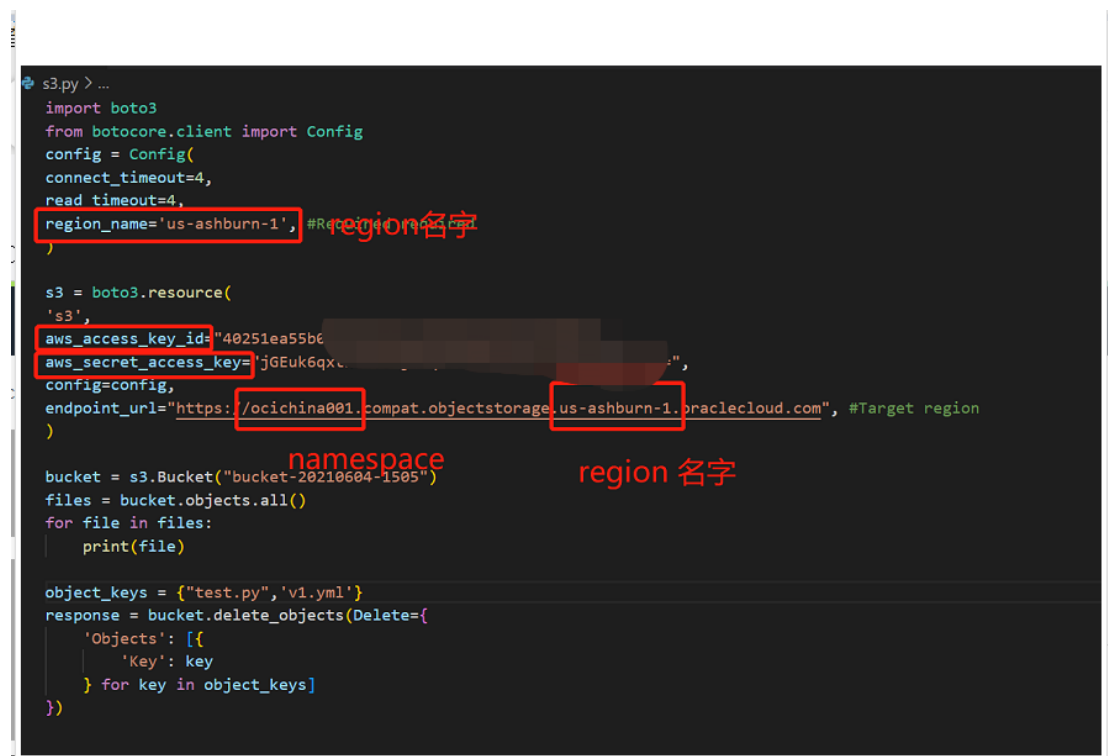 s3.py > ...
import boto3
from botocore.client import Config
config = Config(
connect_timeout=4,
read_timeout=4,
region_name='us-ashburn-1', #Required required
region名字
)
s3 = boto3.resource(
's3',
aws_access_key_id="40251ea55b
aws_secret_access_key="jGEuk6qx ",
config=config,
endpoint_url="https://ocichina001.compat.objectstorage.us-ashburn-1.oraclecloud.com", #Target region
)
namespace
region 名字
bucket = s3.Bucket("bucket-20210604-1505")
files = bucket.objects.all()
for file in files:
print(file)
object_keys = {"test.py",'v1.yml'}
response = bucket.delete_objects(Delete={
'Objects': [{
'Key': key
} for key in object_keys]
})